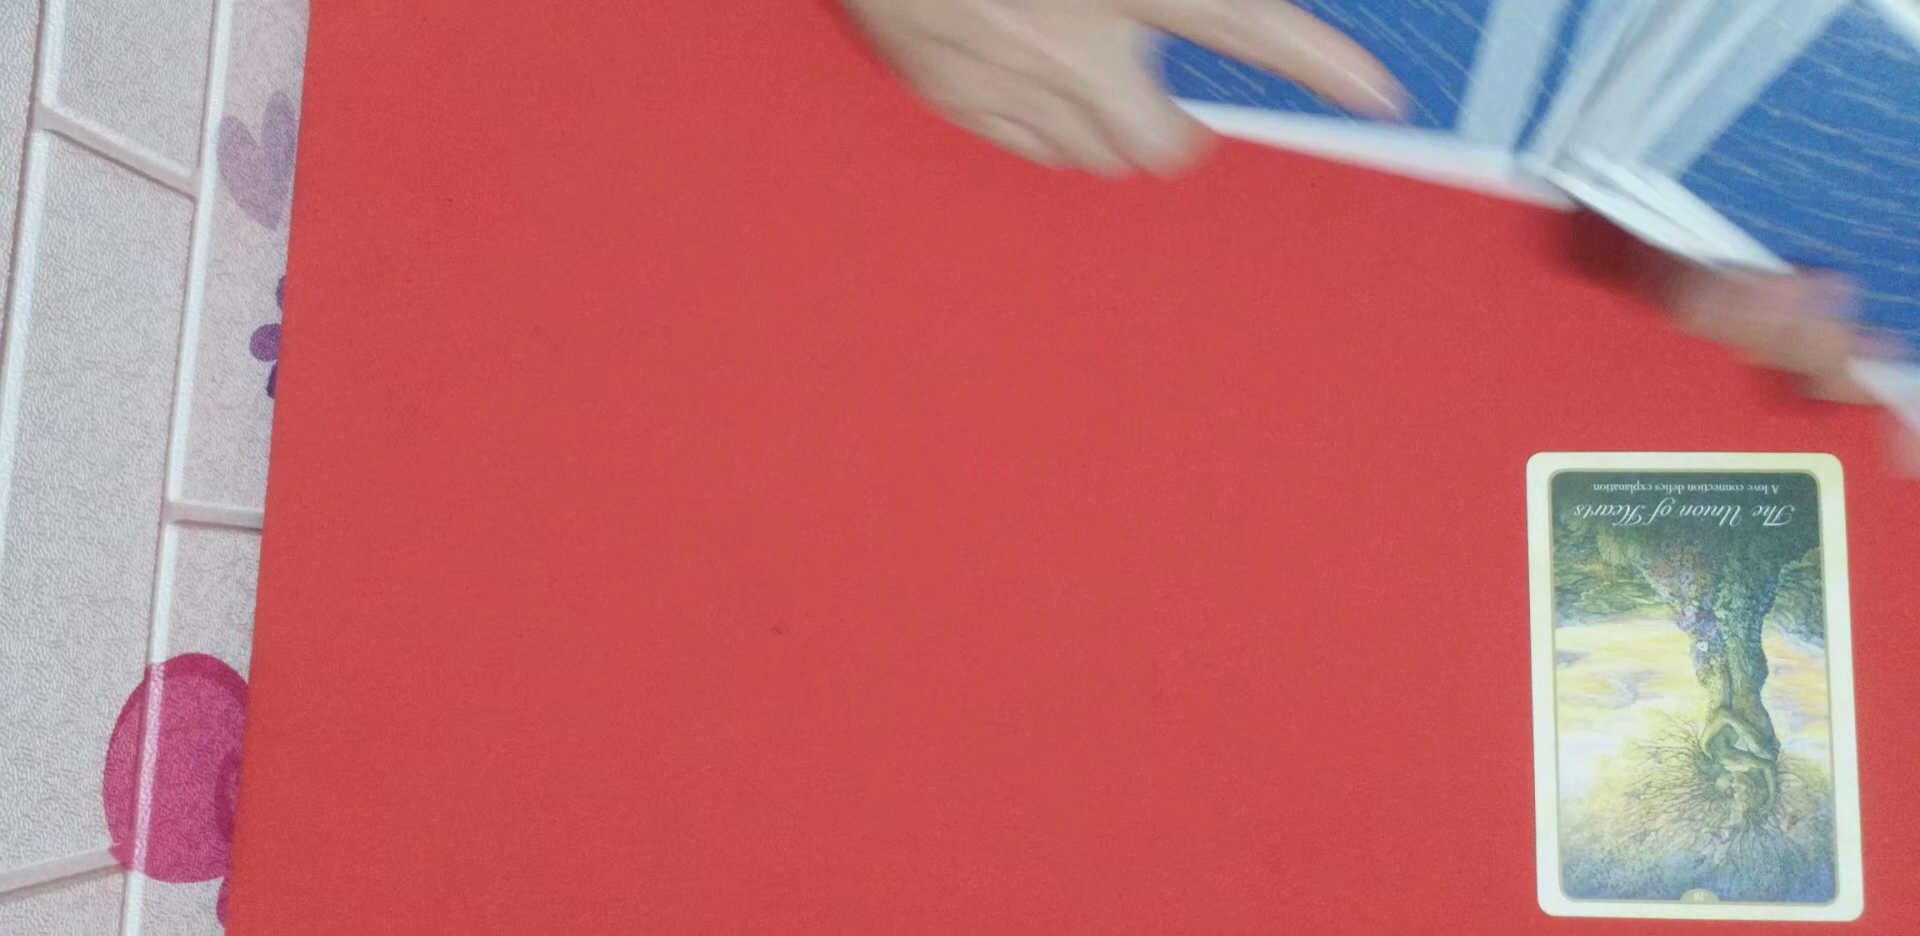 The Union of Hearts
A love connection defies explanation